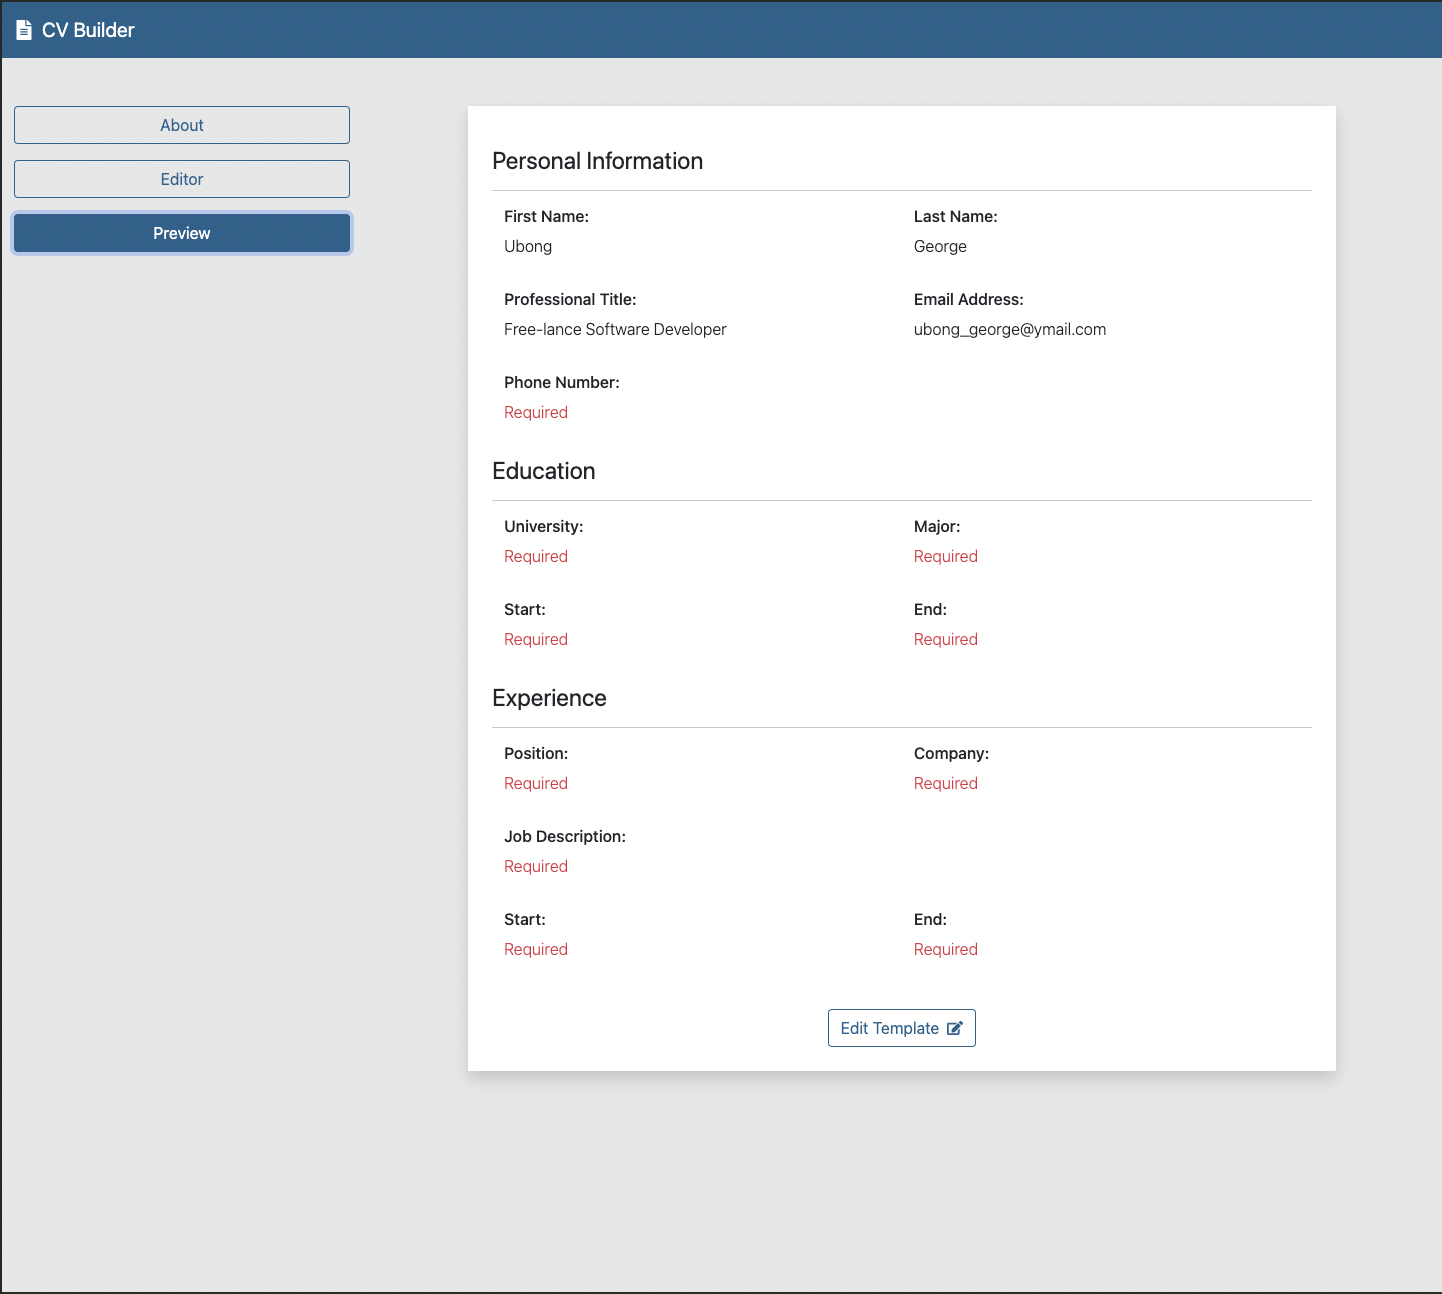 CV Builder
About
Editor
Preview
Personal Information
First Name: Last Name:
Ubong George
Professional Title: Email Address:
Free-lance Software Developer ubong_george@ymail.com
Phone Number:
Required
Education
University: Major:
Required Required
Start: End:
Required Required
Experience
Position: Company:
Required Required
Job Description:
Required
Start: End:
Required Required
Edit Template